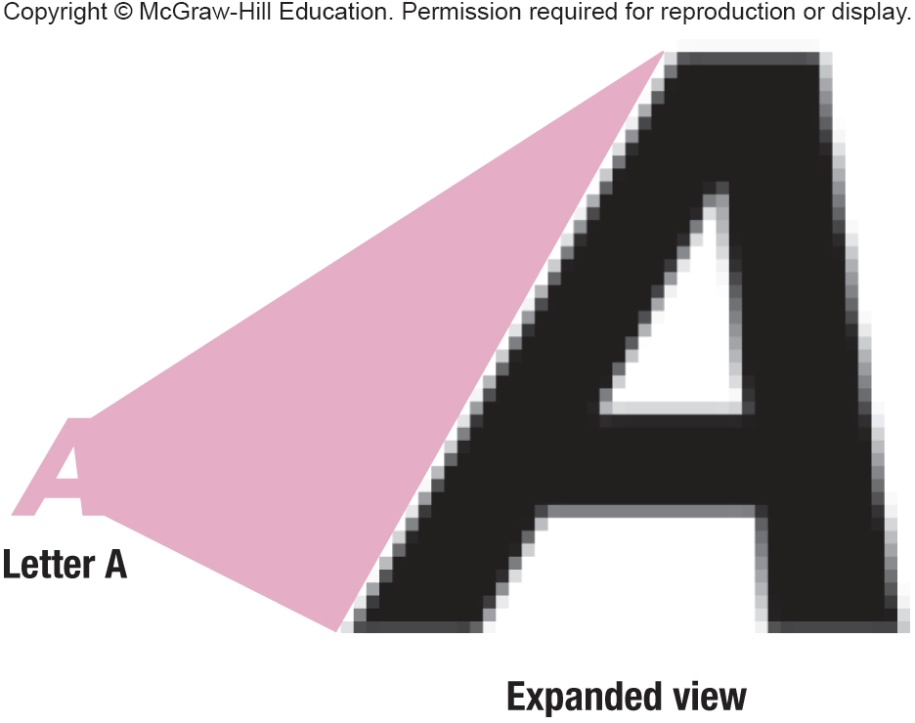 Copyright © McGraw-Hill Education. Permission required for reproduction or display.
A
A
Letter A
Expanded view